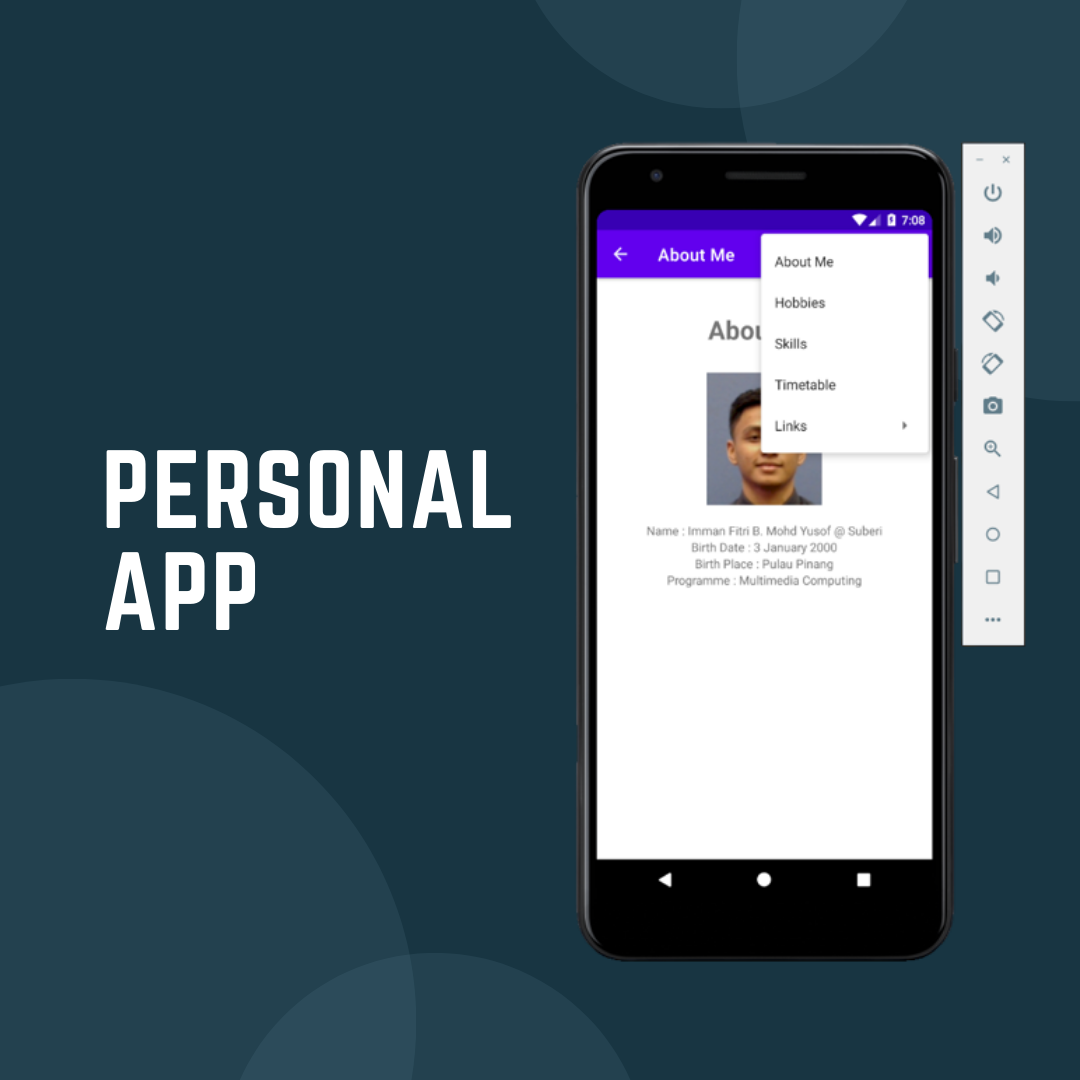 PERSONAL
APP
7:08
About Me
About Me
Hobbies
Skills
Timetable
Links
Abou
Name : Imman Fitri B. Mohd Yusof @ Suberi
Birth Date : 3 January 2000
Birth Place : Pulau Pinang
Programme : Multimedia Computing